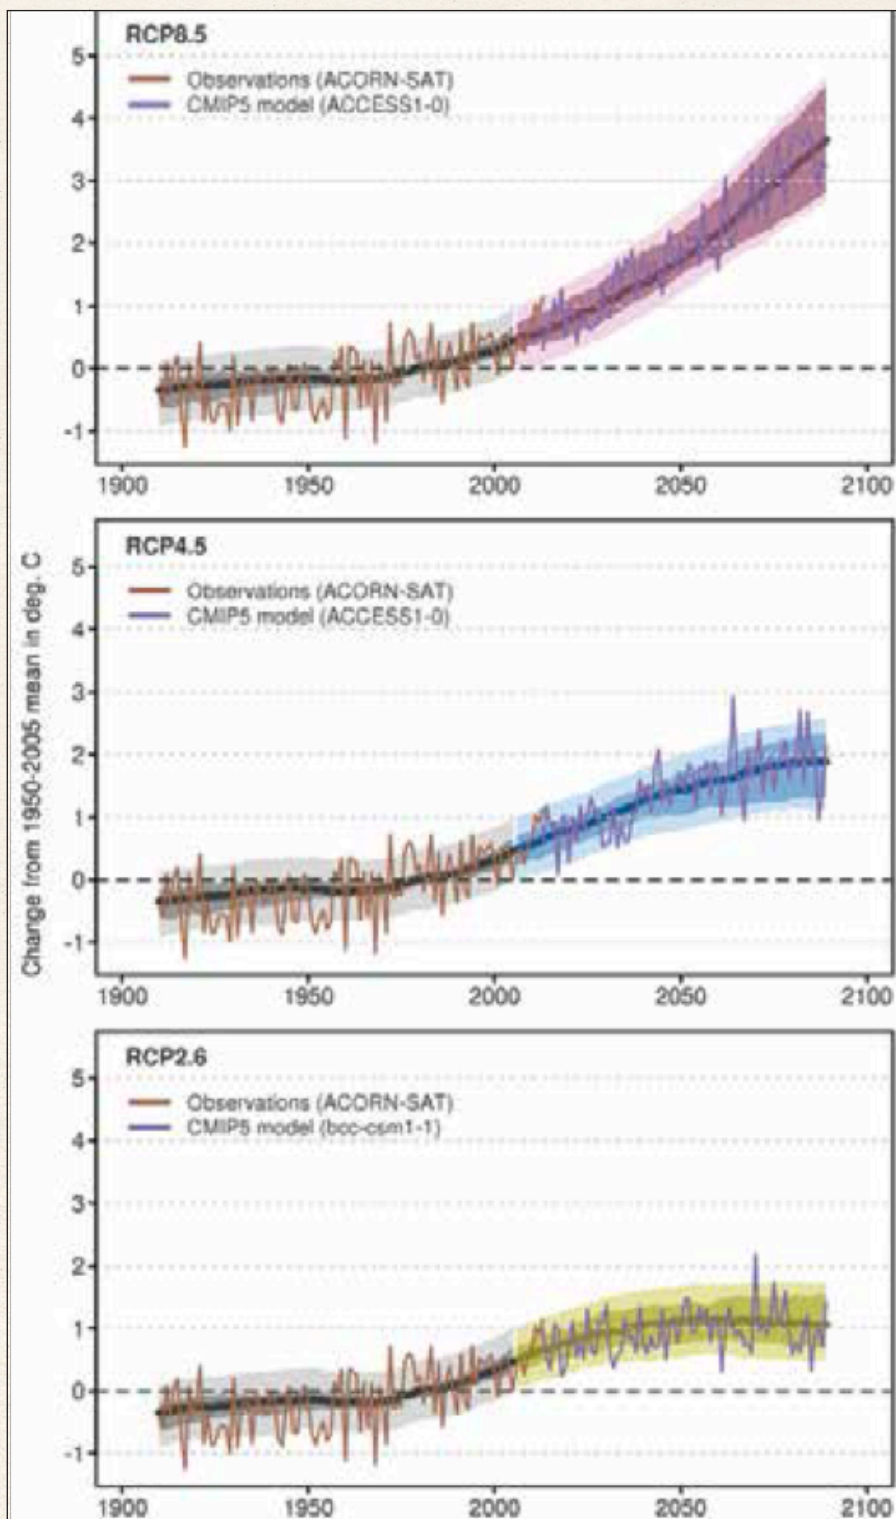 RCP8.5
Observations (ACORN-SAT)
CMIP5 model (ACCESS1-0)
5
4
3
2
1
0
-1
1900 1950 2000 2050 2100
Change from 1950-2005 mean in deg. C
RCP4.5
Observations (ACORN-SAT)
CMIP5 model (ACCESS1-0)
5
4
3
2
1
0
-1
1900 1950 2000 2050 2100
RCP2.6
Observations (ACORN-SAT)
CMIP5 model (bcc-csm1-1)
5
4
3
2
1
0
-1
1900 1950 2000 2050 2100